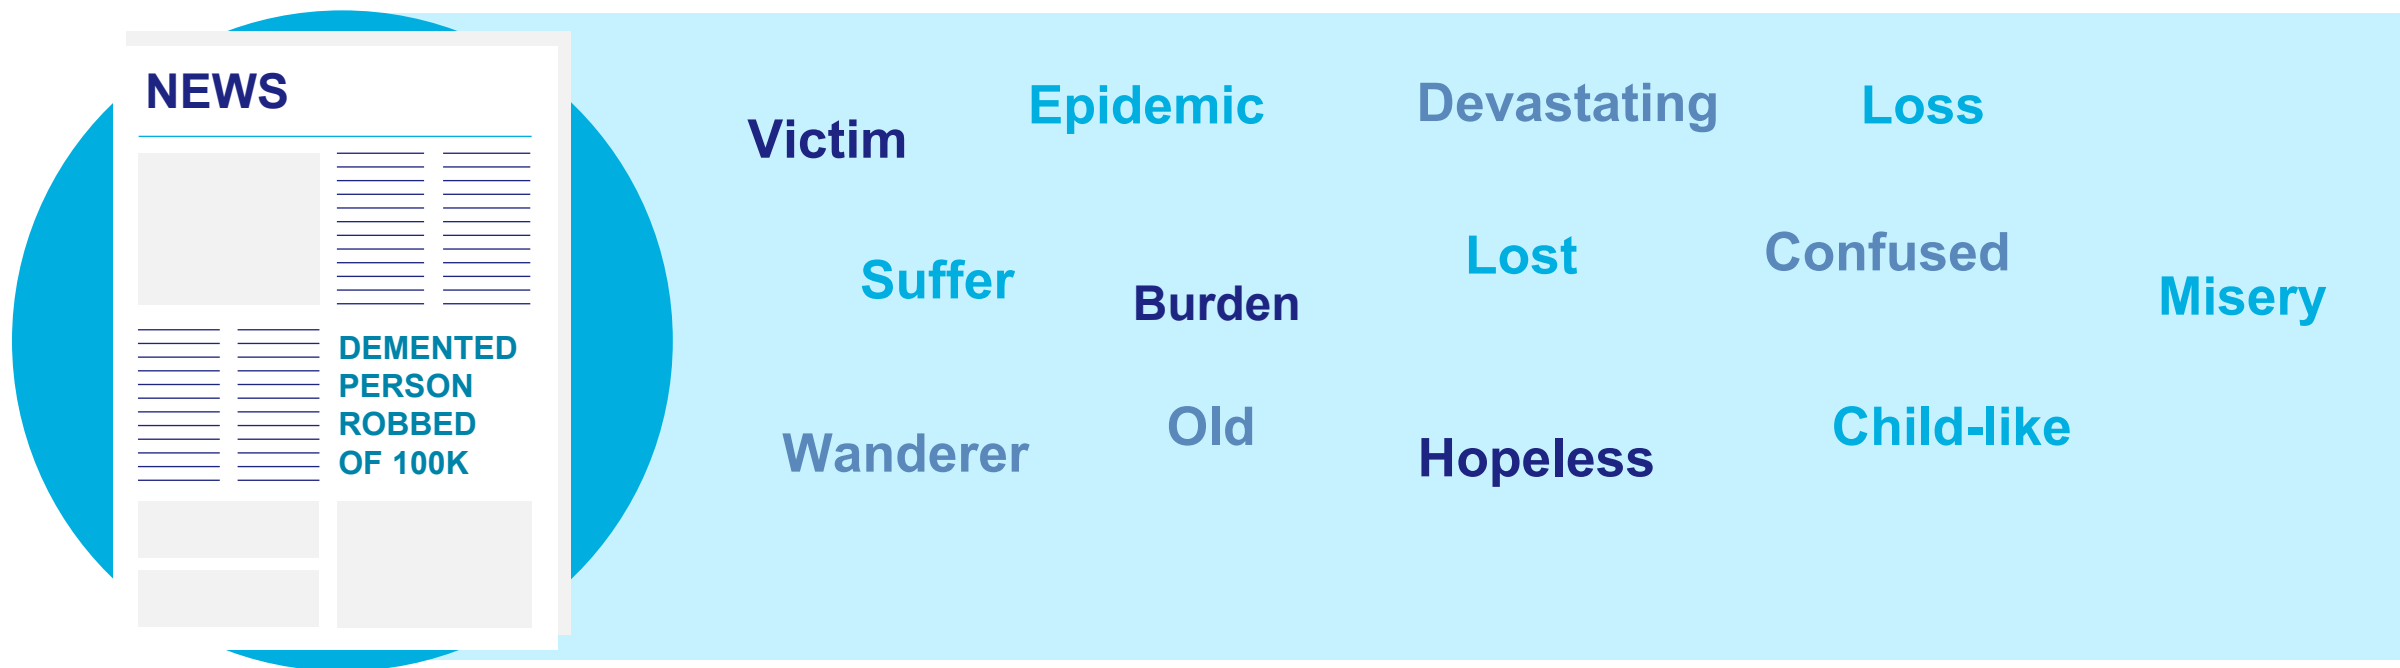 NEWS
DEMENTED
PERSON
ROBBED
OF 100K
Victim
Epidemic
Devastating
Loss
Suffer
Burden
Lost
Confused
Misery
Wanderer
Old
Hopeless
Child-like